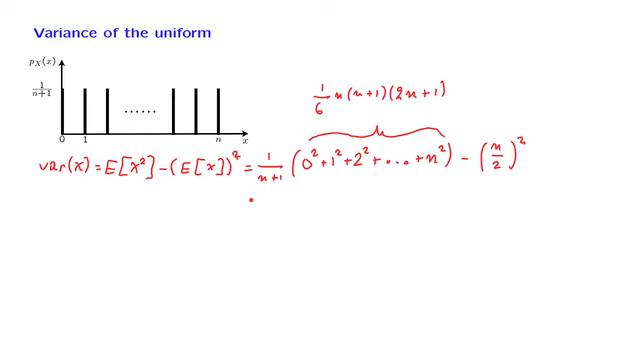 Variance of the uniform
p_X(x)
1/(n+1)
......
0 1 n x
1/6 n(n+1)(2n+1)
var(X) = E[X²] - (E[X])² = 1/(n+1) (0² + 1² + 2² + ... + n²) - (n/2)²